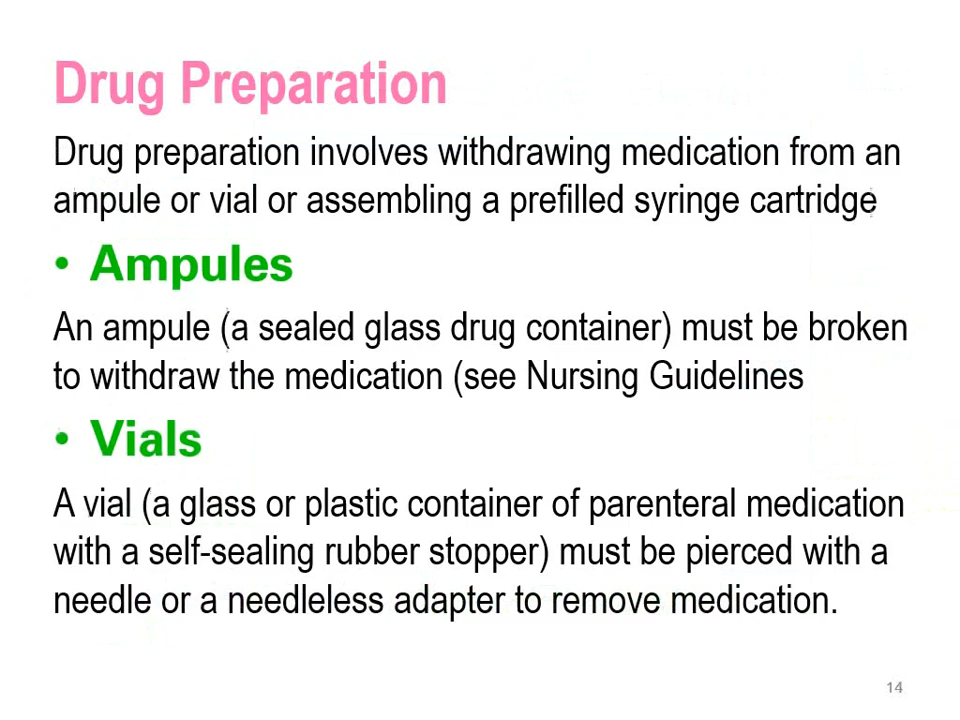 Drug Preparation
Drug preparation involves withdrawing medication from an
ampule or vial or assembling a prefilled syringe cartridge
• Ampules
An ampule (a sealed glass drug container) must be broken
to withdraw the medication (see Nursing Guidelines
• Vials
A vial (a glass or plastic container of parenteral medication
with a self-sealing rubber stopper) must be pierced with a
needle or a needleless adapter to remove medication.
14